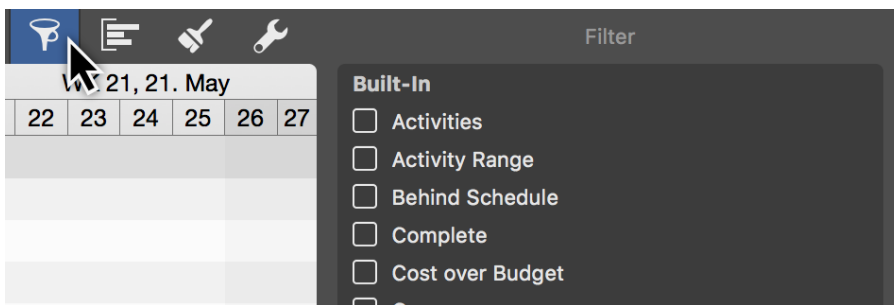 Filter
21, 21. May
22 23 24 25 26 27
Built-In
Activities
Activity Range
Behind Schedule
Complete
Cost over Budget